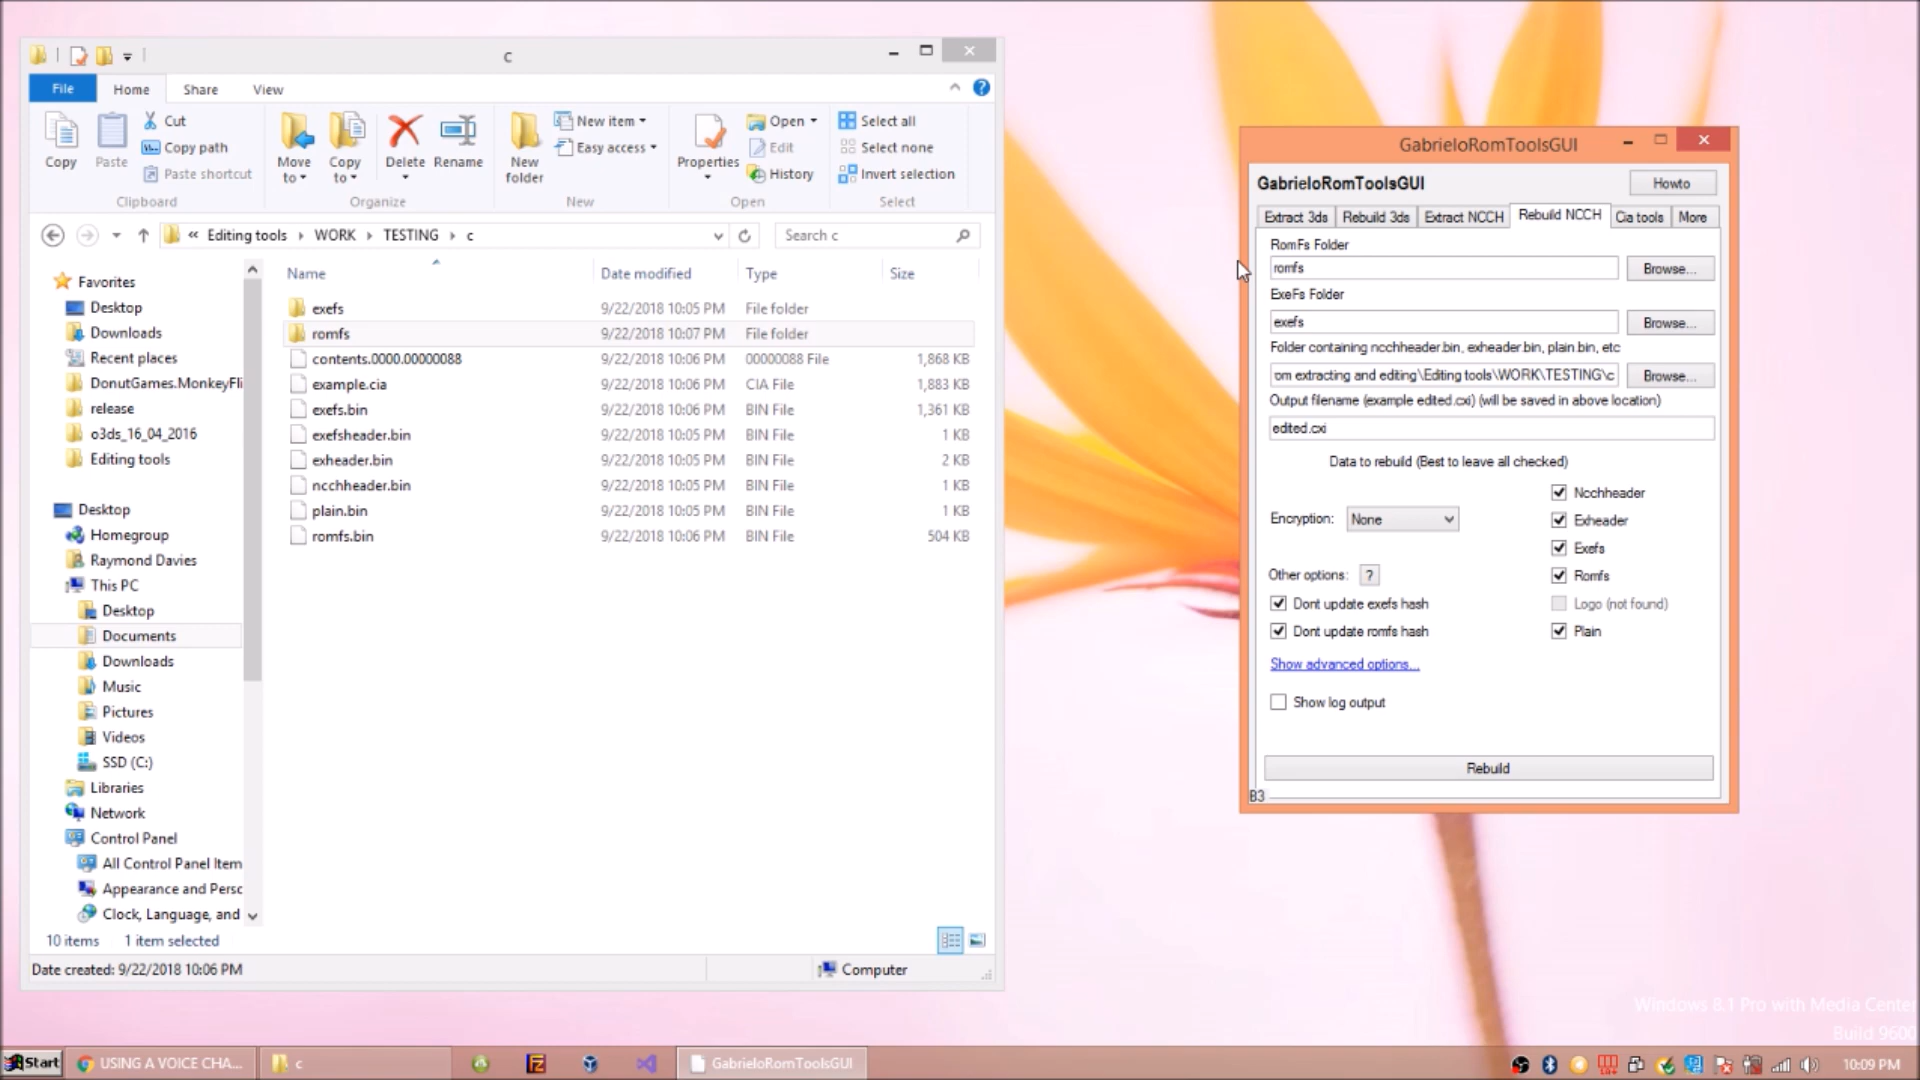 c
File Home Share View
Copy
Paste
Cut
Copy path
Paste shortcut
Clipboard
Move to
Copy to
Delete
Rename
Organize
New folder
New item
Easy access
New
Properties
Open
Edit
History
Open
Select all
Select none
Invert selection
Select
« Editing tools WORK TESTING c
Search c
Favorites
Desktop
Downloads
Recent places
DonutGames.MonkeyFli
release
o3ds_16_04_2016
Editing tools
Desktop
Homegroup
Raymond Davies
This PC
Desktop
Documents
Downloads
Music
Pictures
Videos
SSD (C:)
Libraries
Network
Control Panel
All Control Panel Item
Appearance and Persc
Clock, Language, and
Name Date modified Type Size
exefs 9/22/2018 10:05 PM File folder
romfs 9/22/2018 10:07 PM File folder
contents.0000.00000088 9/22/2018 10:06 PM 00000088 File 1,868 KB
example.cia 9/22/2018 10:06 PM CIA File 1,883 KB
exefs.bin 9/22/2018 10:06 PM BIN File 1,361 KB
exefsheader.bin 9/22/2018 10:05 PM BIN File 1 KB
exheader.bin 9/22/2018 10:05 PM BIN File 2 KB
ncchheader.bin 9/22/2018 10:05 PM BIN File 1 KB
plain.bin 9/22/2018 10:05 PM BIN File 1 KB
romfs.bin 9/22/2018 10:06 PM BIN File 504 KB
10 items 1 item selected
Date created: 9/22/2018 10:06 PM
Computer
GabrieloRomToolsGUI
GabrieloRomToolsGUI
Howto
Extract 3ds Rebuild 3ds Extract NCCH Rebuild NCCH Cia tools More
RomFs Folder
romfs Browse...
ExeFs Folder
exefs Browse...
Folder containing ncchheader.bin, exheader.bin, plain.bin, etc
om extracting and editing\Editing tools\WORK\TESTING\c Browse...
Output filename (example edited.cxi) (will be saved in above location)
edited.cxi
Data to rebuild (Best to leave all checked)
Encryption: None
Other options: ?
Dont update exefs hash
Dont update romfs hash
Show advanced options...
Show log output
Ncchheader
Exheader
Exefs
Romfs
Logo (not found)
Plain
Rebuild
B3
Windows 8.1 Pro with Media Center
Build 9600
Start
USING A VOICE CHA...
c
GabrieloRomToolsGUI
10:09 PM